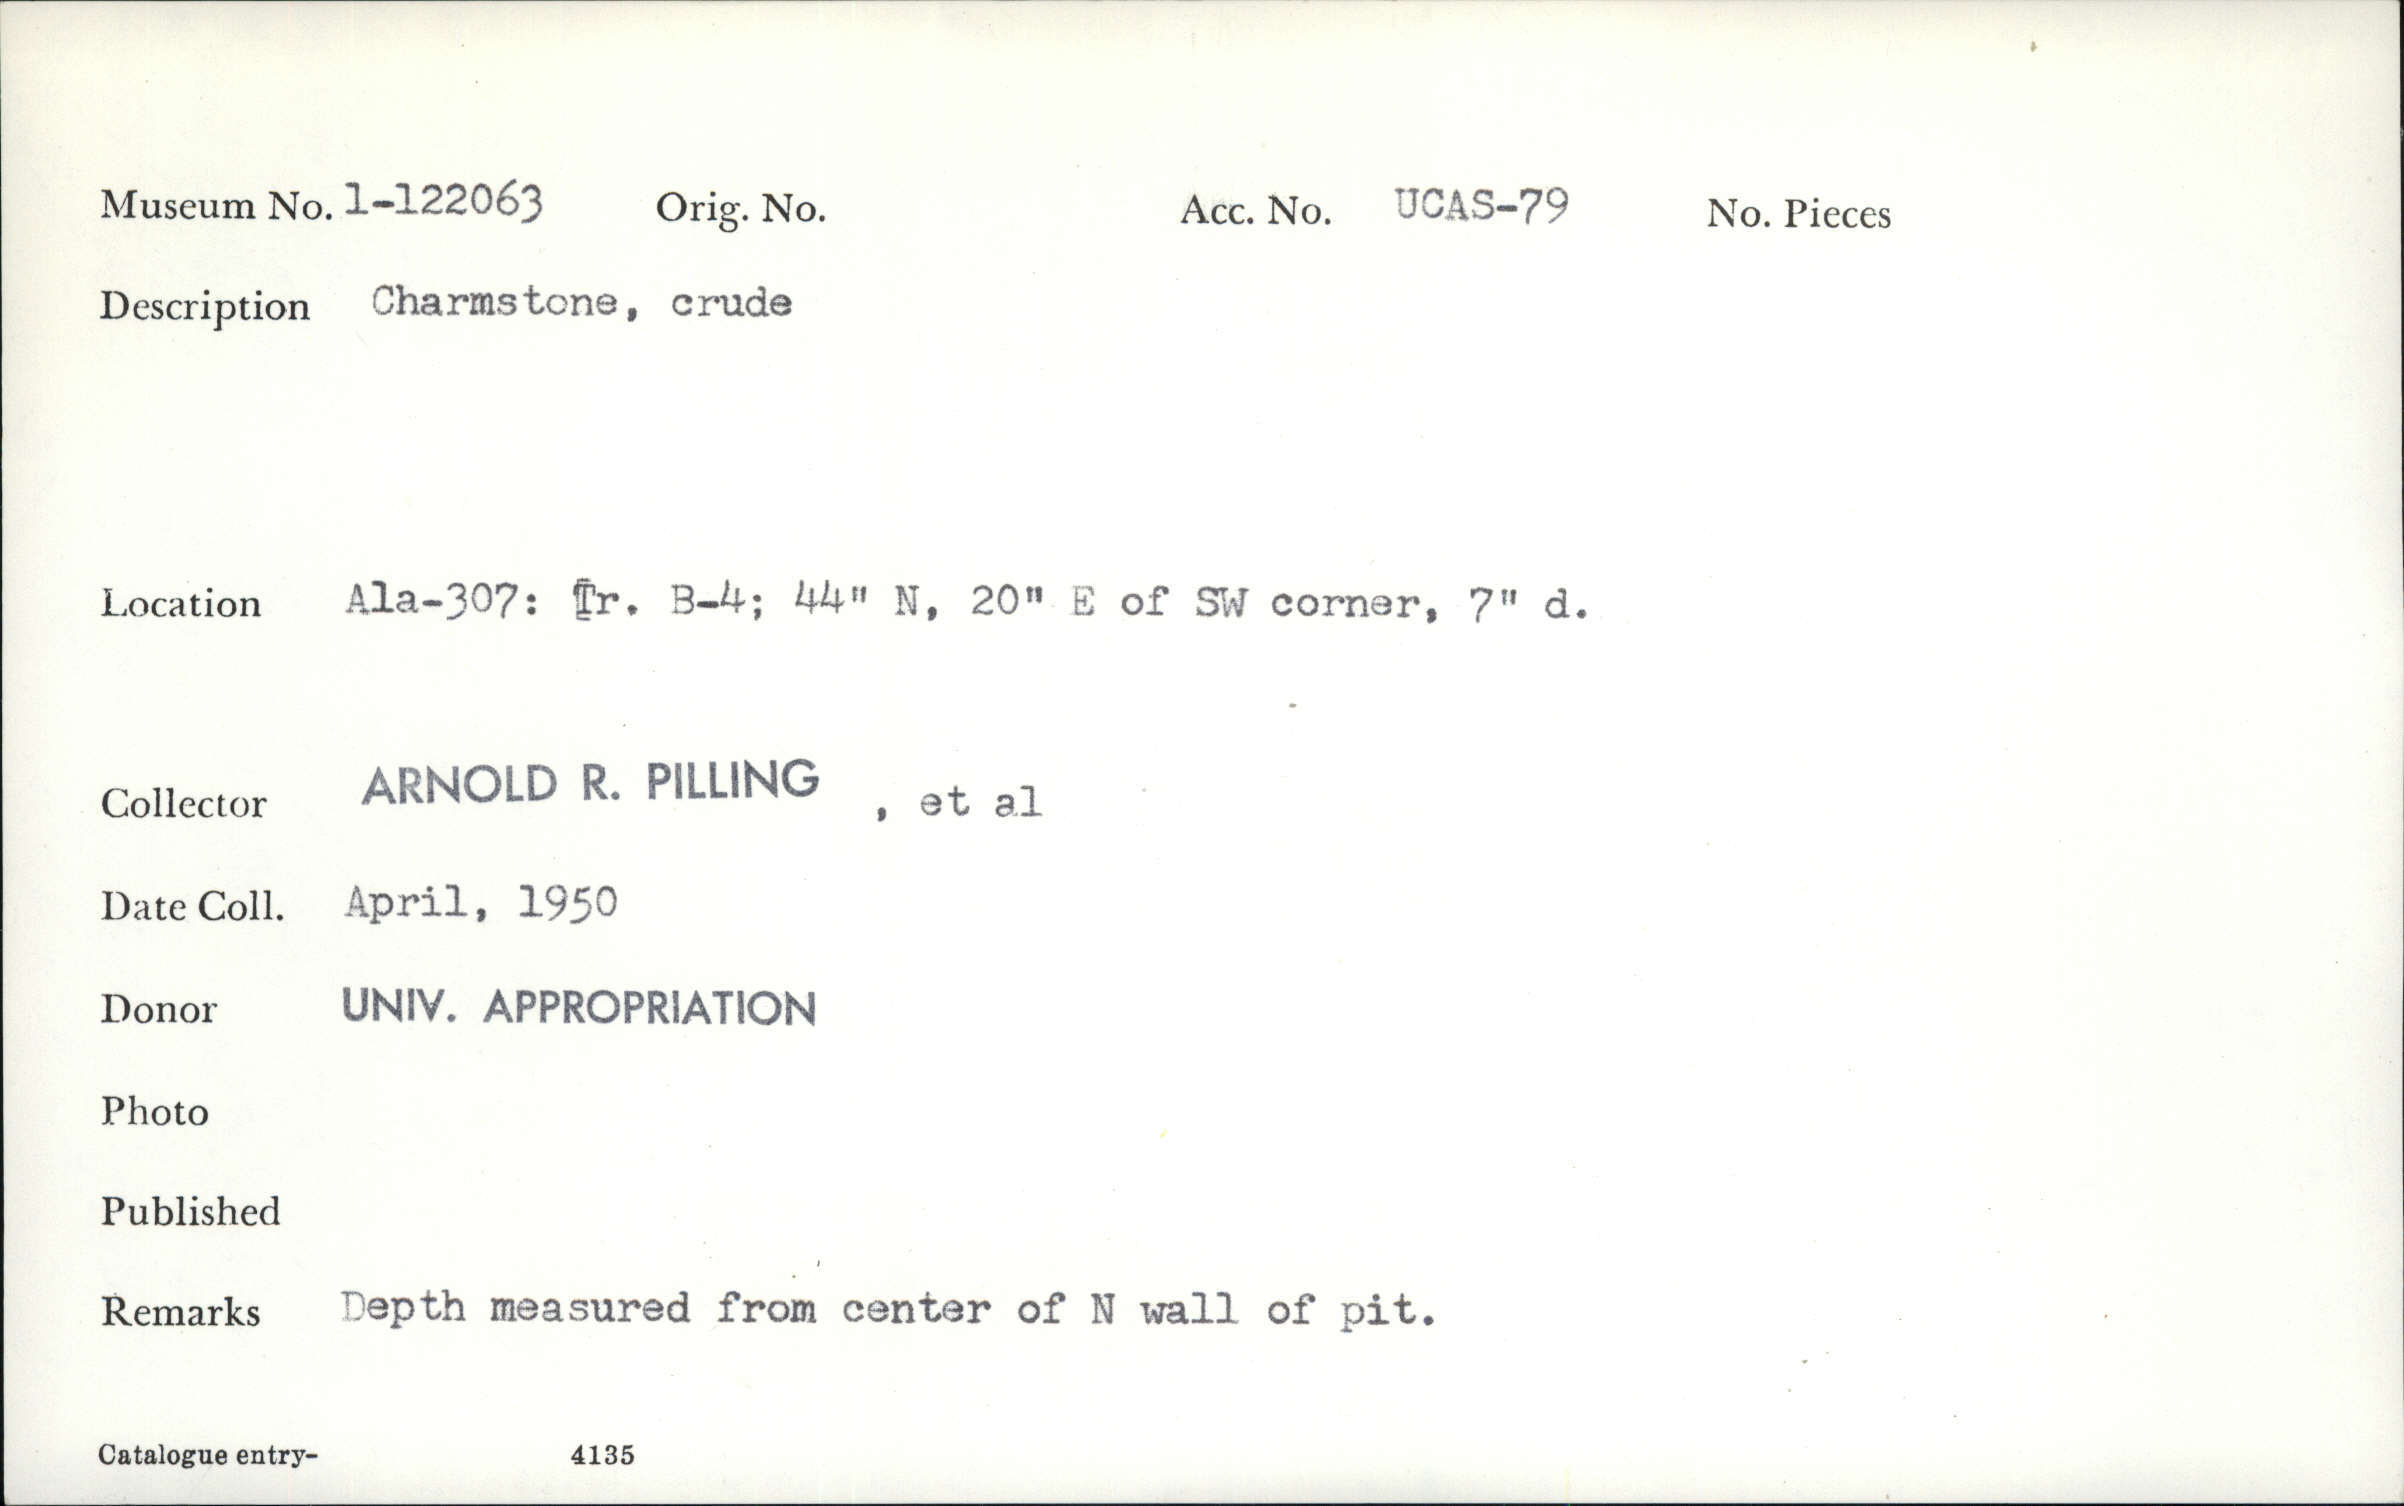 Museum No. 1-122063 Orig. No. Acc. No. UCAS-79 No. Pieces
Description Charmstone, crude
Location Ala-307: Tr. B-4; 44" N, 20" E of SW corner, 7" d.
Collector ARNOLD R. PILLING , et al
Date Coll. April, 1950
Donor UNIV. APPROPRIATION
Photo
Published
Remarks Depth measured from center of N wall of pit.
Catalogue entry- 4135